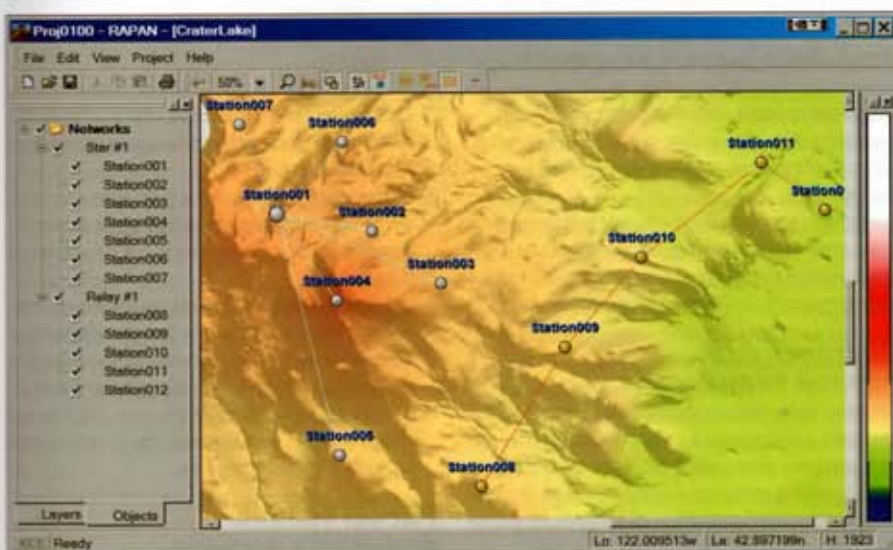 Proj0100 - RAPAN - [CraterLake]
File Edit View Project Help
50%
Networks
Star #1
Station001
Station002
Station003
Station004
Station005
Station006
Station007
Relay #1
Station008
Station009
Station010
Station011
Station012
Layers Objects
Station007
Station006
Station011
Station001
Station0
Station002
Station010
Station003
Station004
Station009
Station005
Station008
Ready
Lo: 122.009513w La: 42.897199n H: 1923